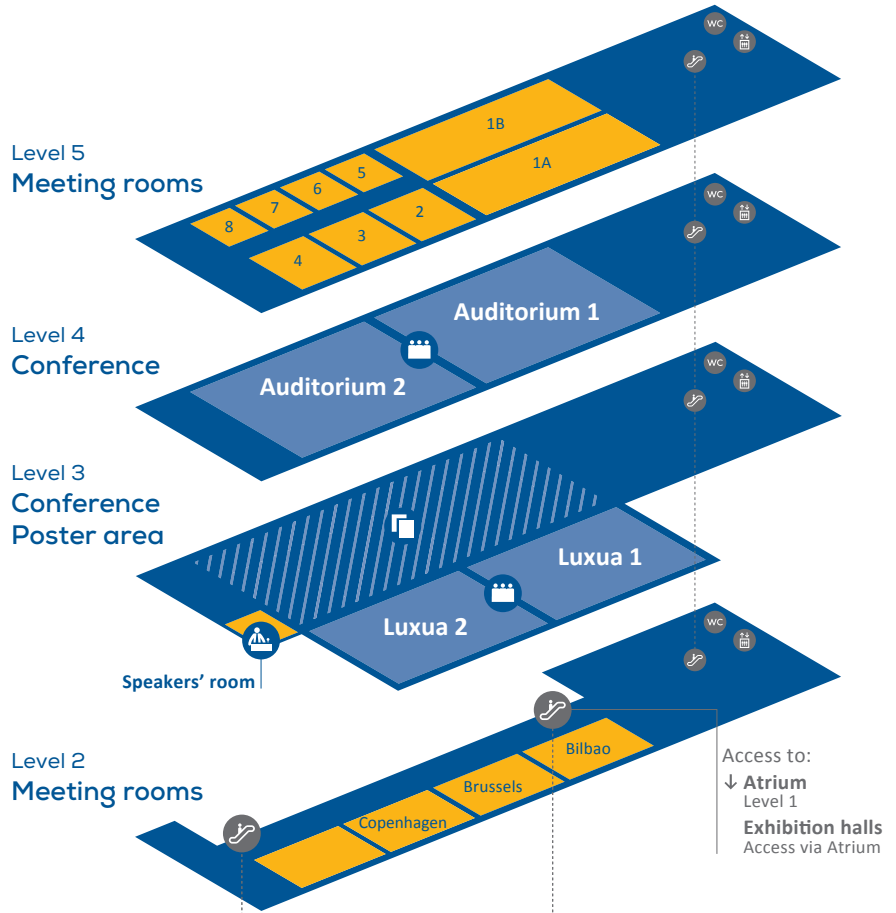 WC
1B
1A
Level 5
Meeting rooms
5
6
7
8
2
3
4
WC
Auditorium 1
Level 4
Conference
Auditorium 2
WC
Level 3
Conference
Poster area
Luxua 1
Luxua 2
Speakers’ room
WC
Level 2
Meeting rooms
Bilbao
Brussels
Copenhagen
Access to:
↓ Atrium
Level 1
Exhibition halls
Access via Atrium